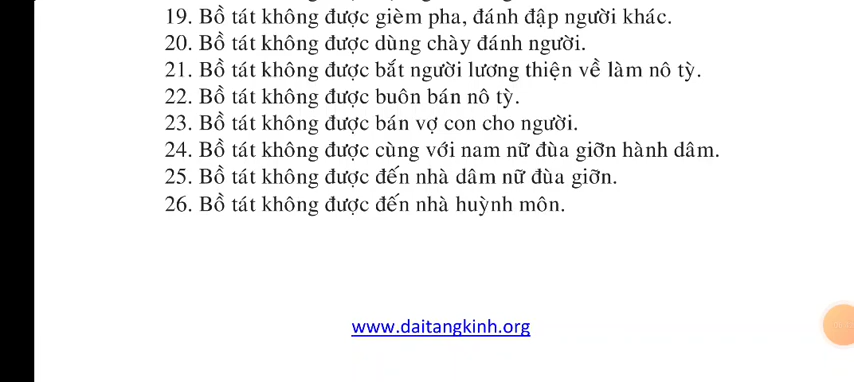 19. Bồ tát không được gièm pha, đánh đập người khác.
20. Bồ tát không được dùng chày đánh người.
21. Bồ tát không được bắt người lương thiện về làm nô tỳ.
22. Bồ tát không được buôn bán nô tỳ.
23. Bồ tát không được bán vợ con cho người.
24. Bồ tát không được cùng với nam nữ đùa giỡn hành dâm.
25. Bồ tát không được đến nhà dâm nữ đùa giỡn.
26. Bồ tát không được đến nhà huỳnh môn.
www.daitangkinh.org